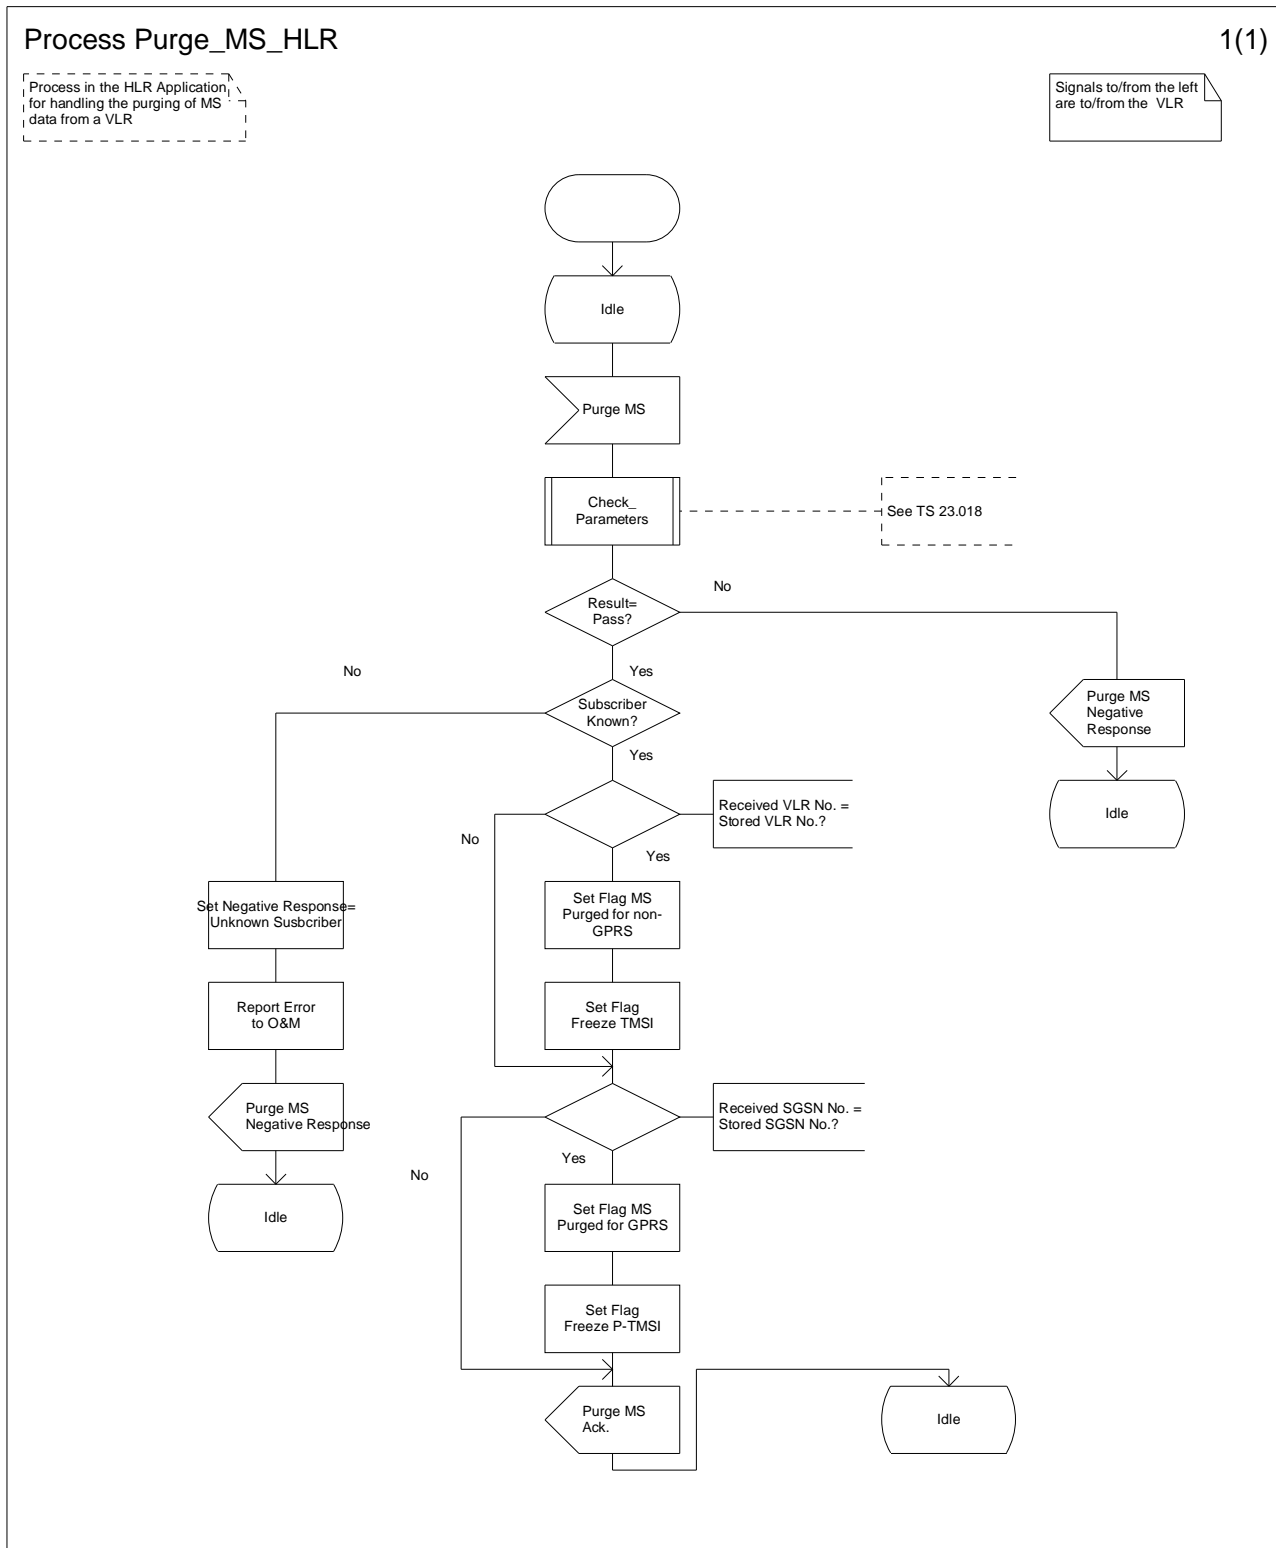 Process Purge_MS_HLR
1(1)
Process in the HLR Application
for handling the purging of MS
data from a VLR
Signals to/from the left
are to/from the VLR
Idle
Purge MS
Check_
Parameters
See TS 23.018
Result=
Pass?
No
Yes
No
Subscriber
Known?
Yes
Purge MS
Negative
Response
Idle
Received VLR No. =
Stored VLR No.?
No
Yes
Set Negative Response=
Unknown Susbcriber
Set Flag MS
Purged for non-
GPRS
Report Error
to O&M
Set Flag
Freeze TMSI
Purge MS
Negative Response
Received SGSN No. =
Stored SGSN No.?
No
Yes
Idle
Set Flag MS
Purged for GPRS
Set Flag
Freeze P-TMSI
Purge MS
Ack.
Idle